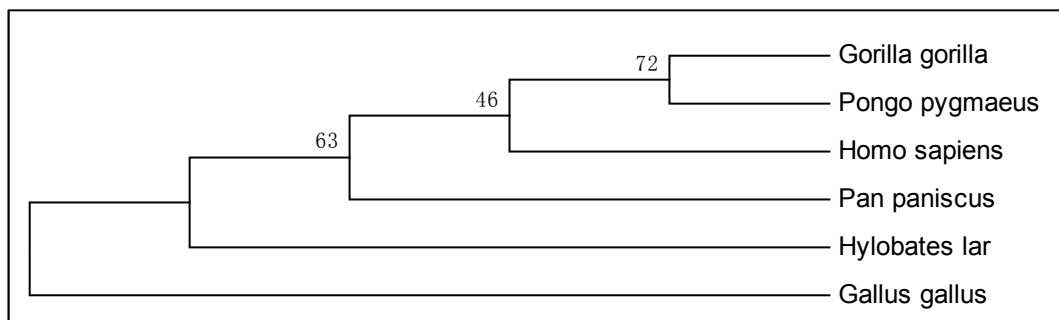 72
Gorilla gorilla
46
Pongo pygmaeus
63
Homo sapiens
Pan paniscus
Hylobates lar
Gallus gallus